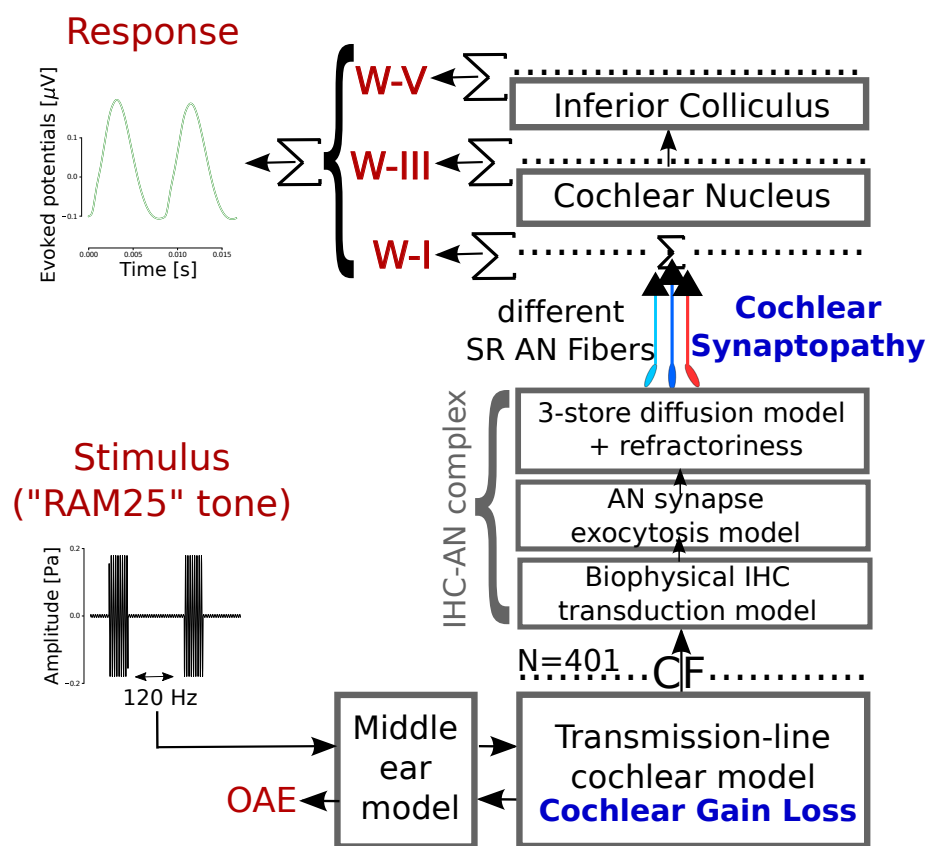 Response
Evoked potentials [µV]
0.1
0.0
−0.1
0.000
0.005
0.010
0.015
Time [s]
W-V
W-III
W-I
Σ
Σ
Σ
Σ
Inferior Colliculus
Cochlear Nucleus
Σ
different
SR AN Fibers
Cochlear
Synaptopathy
IHC-AN complex
3-store diffusion model
+ refractoriness
AN synapse
exocytosis model
Biophysical IHC
transduction model
N=401
CF
Stimulus
("RAM25" tone)
Amplitude [Pa]
0.2
0.0
−0.2
120 Hz
Middle
ear
model
OAE
Transmission-line
cochlear model
Cochlear Gain Loss